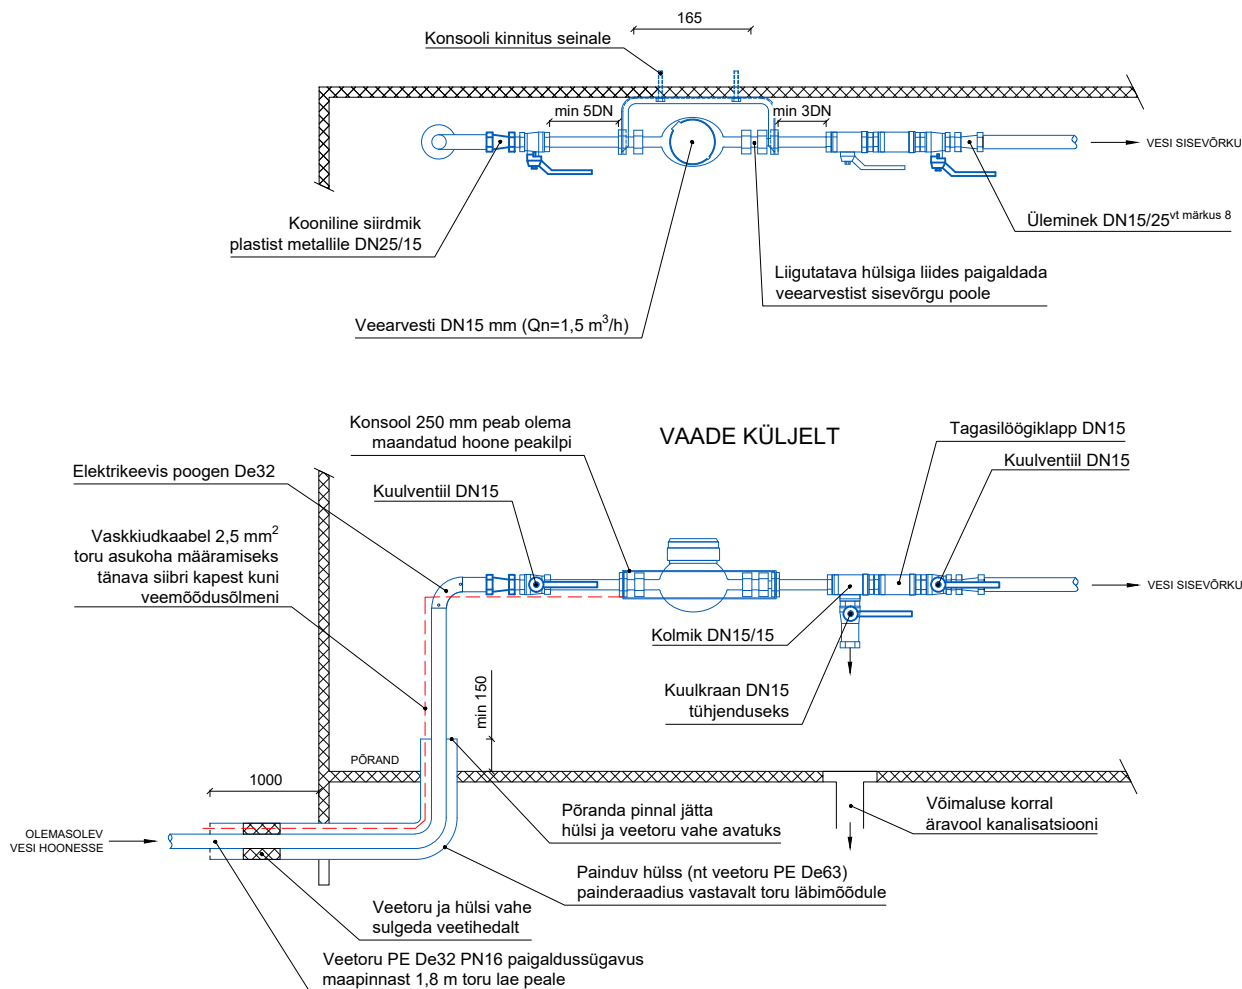 165
Konsooli kinnitus seinale
min 5DN
min 3DN
VESI SISEVÕRKU
Kooniline siirdmik
plastist metallile DN25/15
Üleminek DN15/25vt märkus 8
Liigutatava hülsiga liides paigaldada
veearvestist sisevõrgu poole
Veearvesti DN15 mm (Qn=1,5 m³/h)
Konsool 250 mm peab olema
maandatud hoone peakilpi
VAADE KÜLJELT
Tagasilöögiklapp DN15
Elektrikeevis poogen De32
Kuulventiil DN15
Kuulventiil DN15
Vaskkiudkaabel 2,5 mm²
toru asukoha määramiseks
tänava siibri kapest kuni
veemõõdusõlmeni
VESI SISEVÕRKU
Kolmik DN15/15
Kuulkraan DN15
tühjenduseks
min 150
PÕRAND
1000
Põranda pinnal jätta
hülsi ja veetoru vahe avatuks
Võimaluse korral
äravool kanalisatsiooni
OLEMASOLEV
VESI HOONESSE
Painduv hülss (nt veetoru PE De63)
painderaadius vastavalt toru läbimõõdule
Veetoru ja hülsi vahe
sulgeda veetihedalt
Veetoru PE De32 PN16 paigaldussügavus
maapinnast 1,8 m toru lae peale